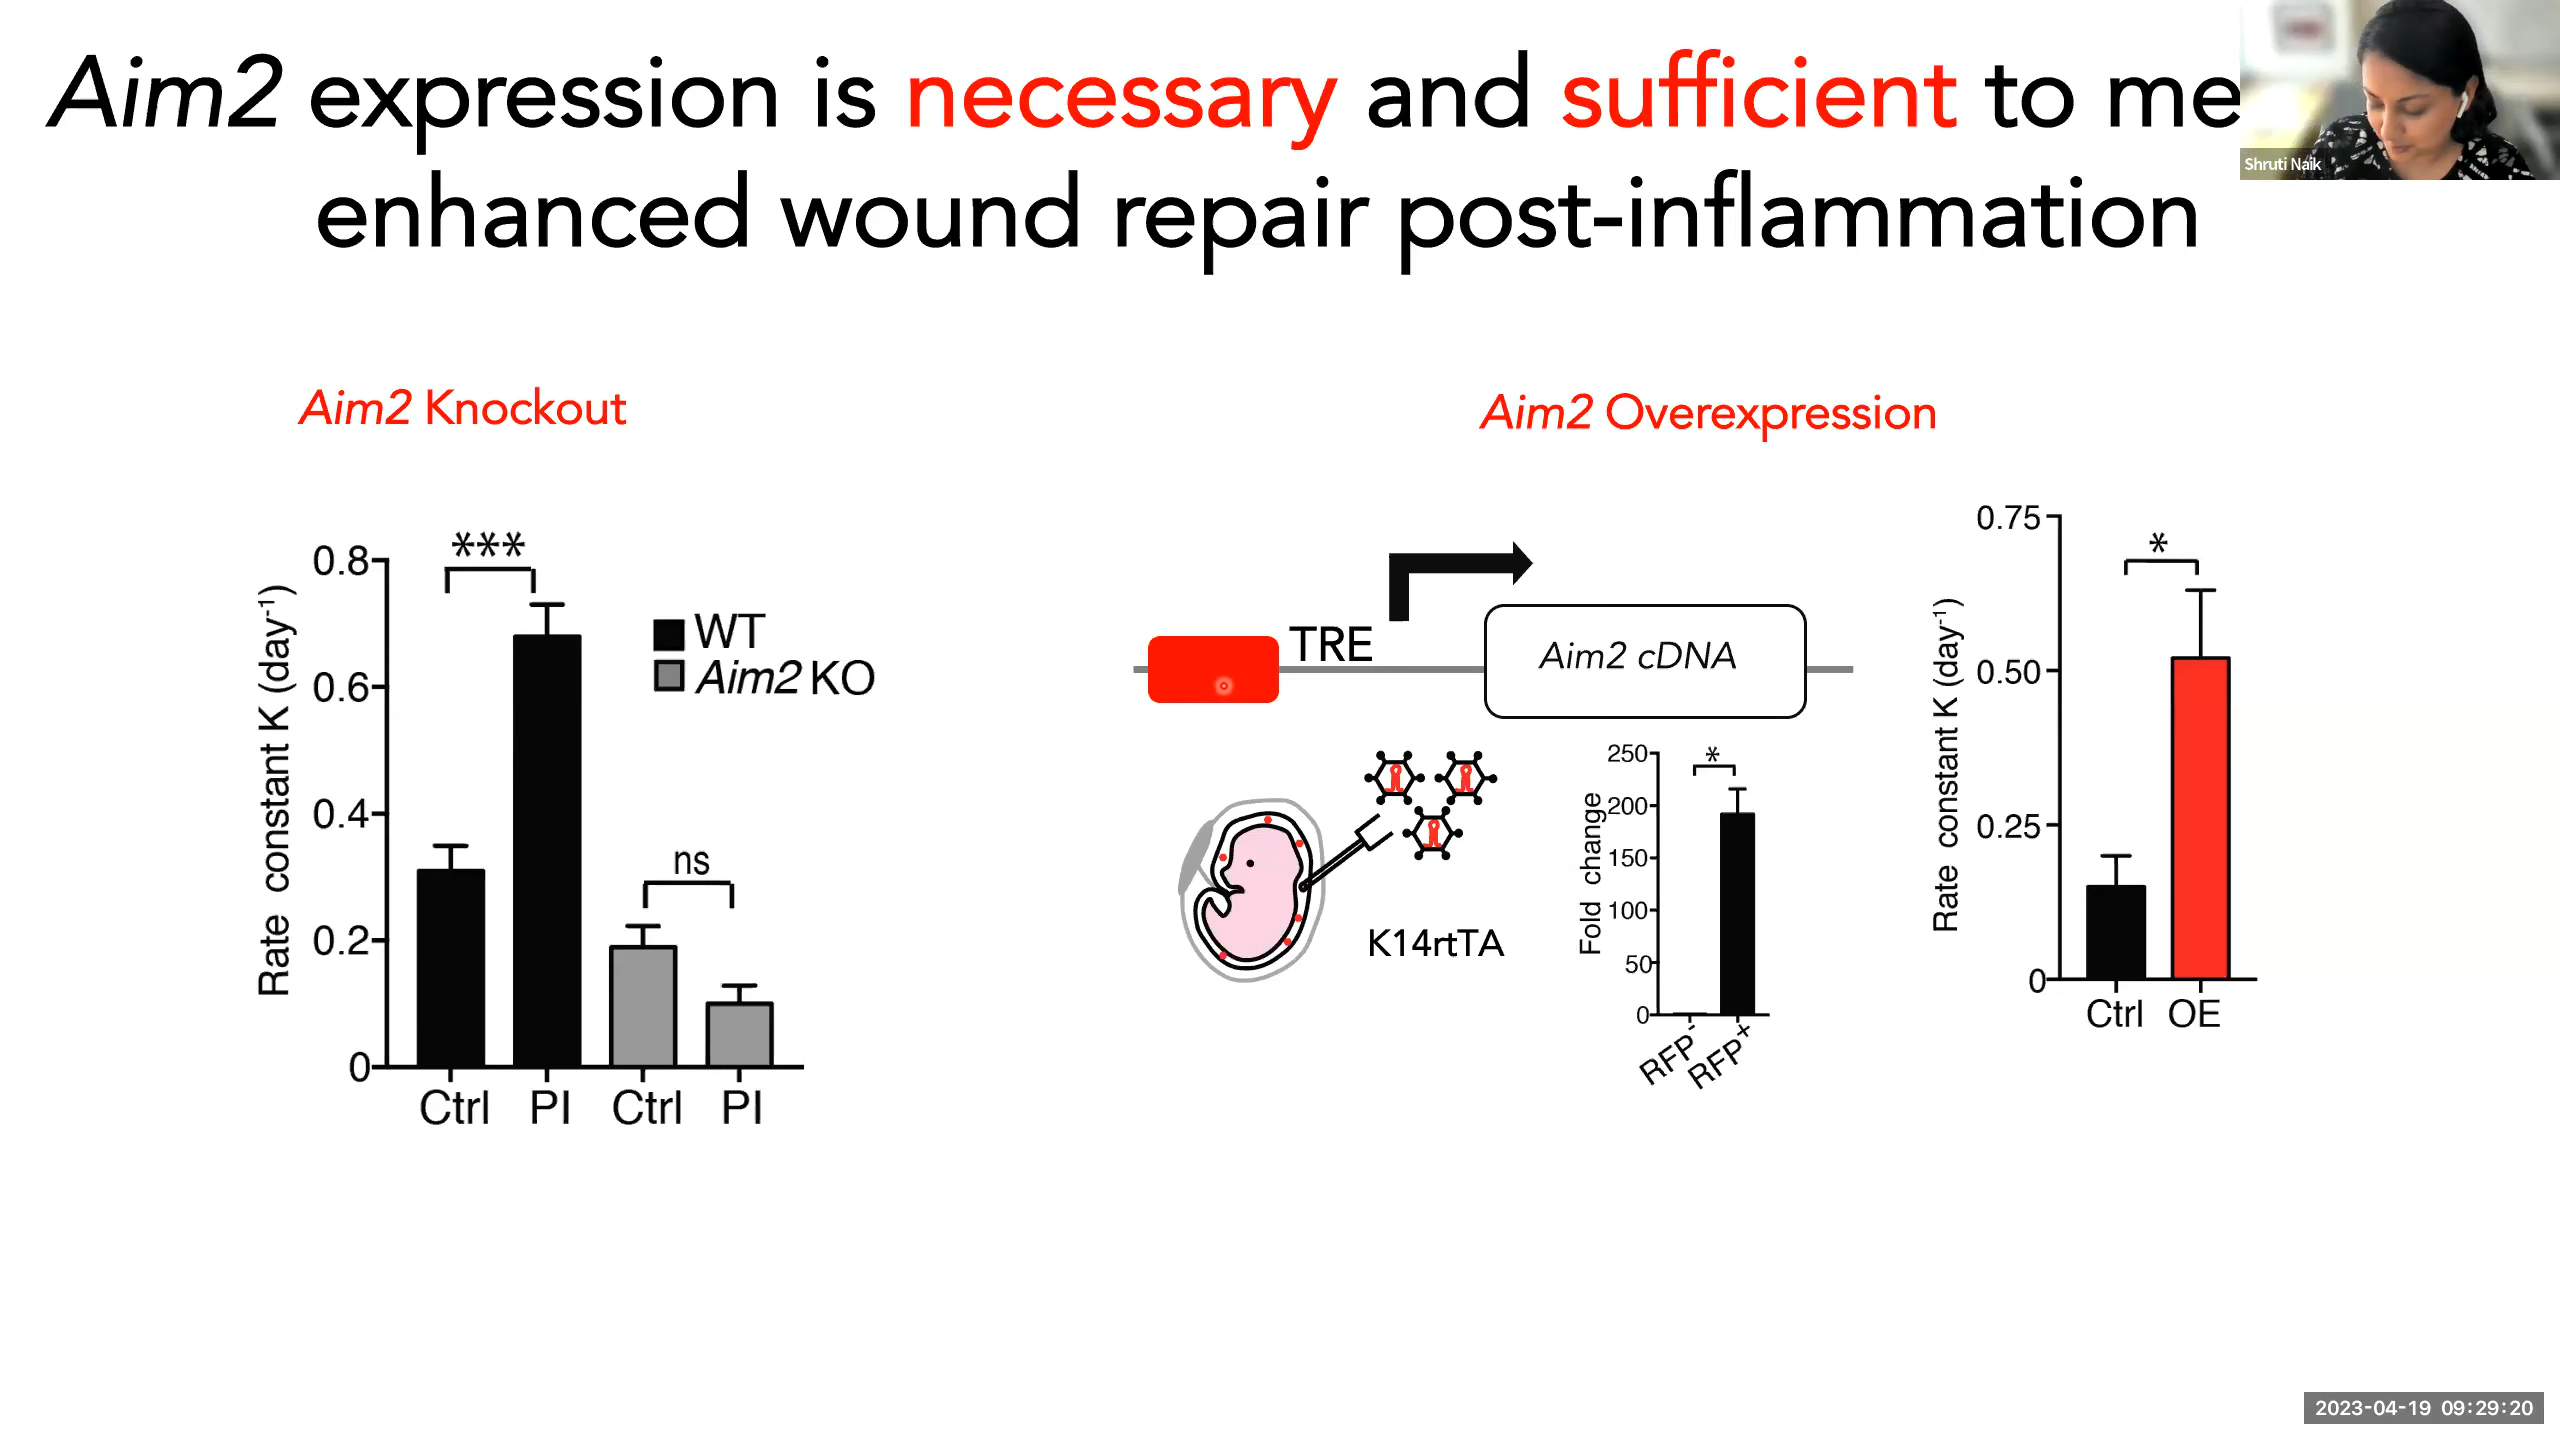 Aim2 expression is necessary and sufficient to me
enhanced wound repair post-inflammation
Shruti Naik
Aim2 Knockout
Rate constant K (day-1)
0.8
0.6
0.4
0.2
0
***
ns
WT
Aim2 KO
Ctrl PI Ctrl PI
Aim2 Overexpression
TRE
Aim2 cDNA
K14rtTA
Fold change
250
200
150
100
50
0
*
RFP-
RFP+
Rate constant K (day-1)
0.75
0.50
0.25
0
*
Ctrl OE
2023-04-19 09:29:20